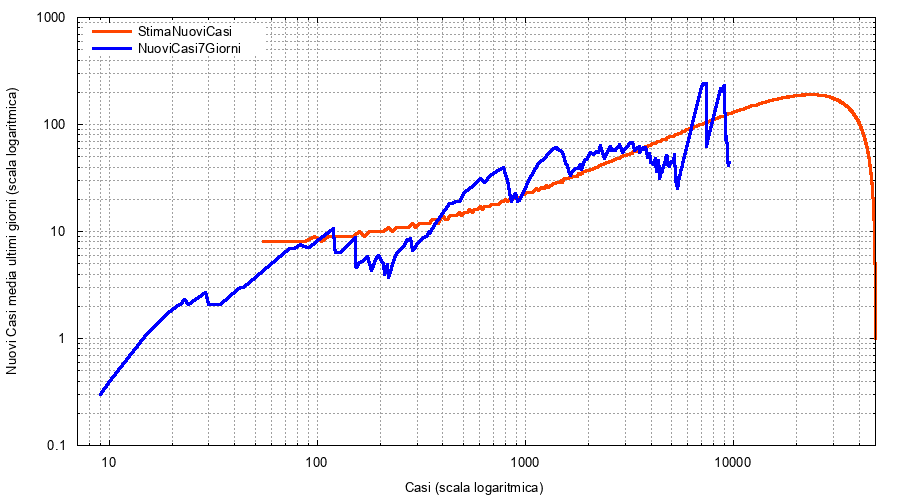 1000
StimaNuoviCasi
NuoviCasi7Giorni
100
10
1
0.1
Nuovi Casi media ultimi giorni (scala logaritmica)
10 100 1000 10000
Casi (scala logaritmica)